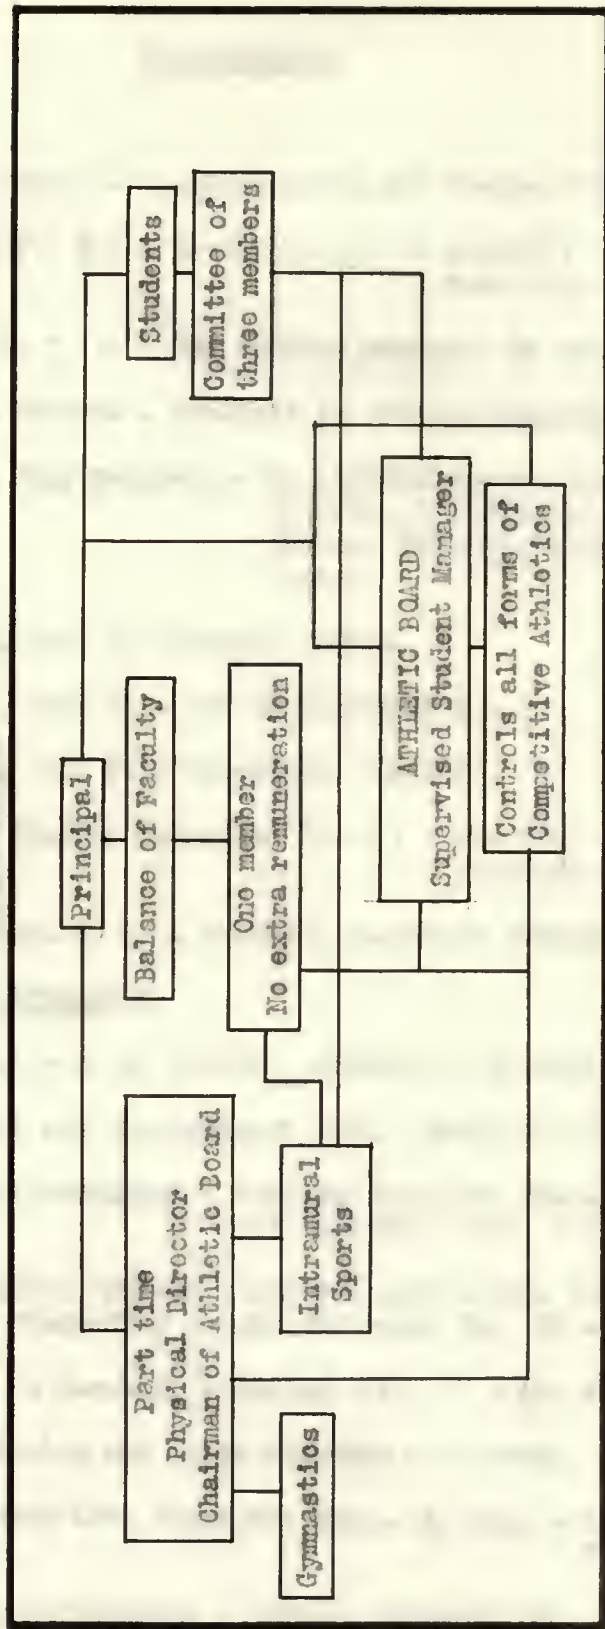 Principal
Part time
Physical Director
Chairman of Athletic Board
Balance of Faculty
Students
Committee of
three members
One member
No extra remuneration
Gymnastics
Intramural
Sports
ATHLETIC BOARD
Supervised Student Manager
Controls all forms of
Competitive Athletics